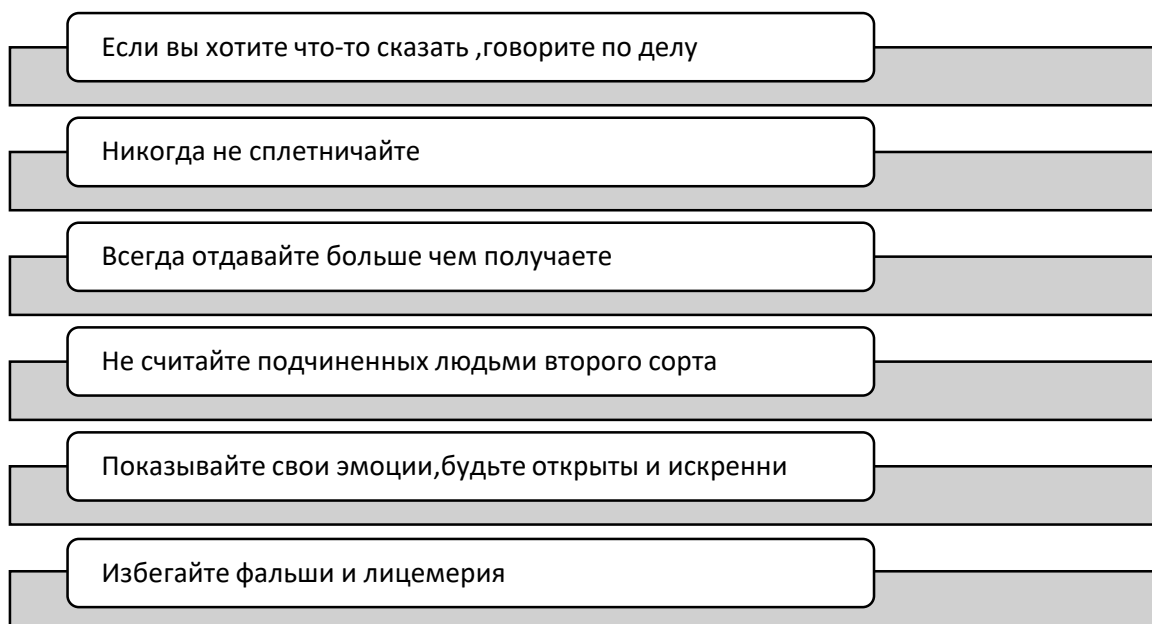 Если вы хотите что-то сказать ,говорите по делу
Никогда не сплетничайте
Всегда отдавайте больше чем получаете
Не считайте подчиненных людьми второго сорта
Показывайте свои эмоции,будьте открыты и искренни
Избегайте фальши и лицемерия